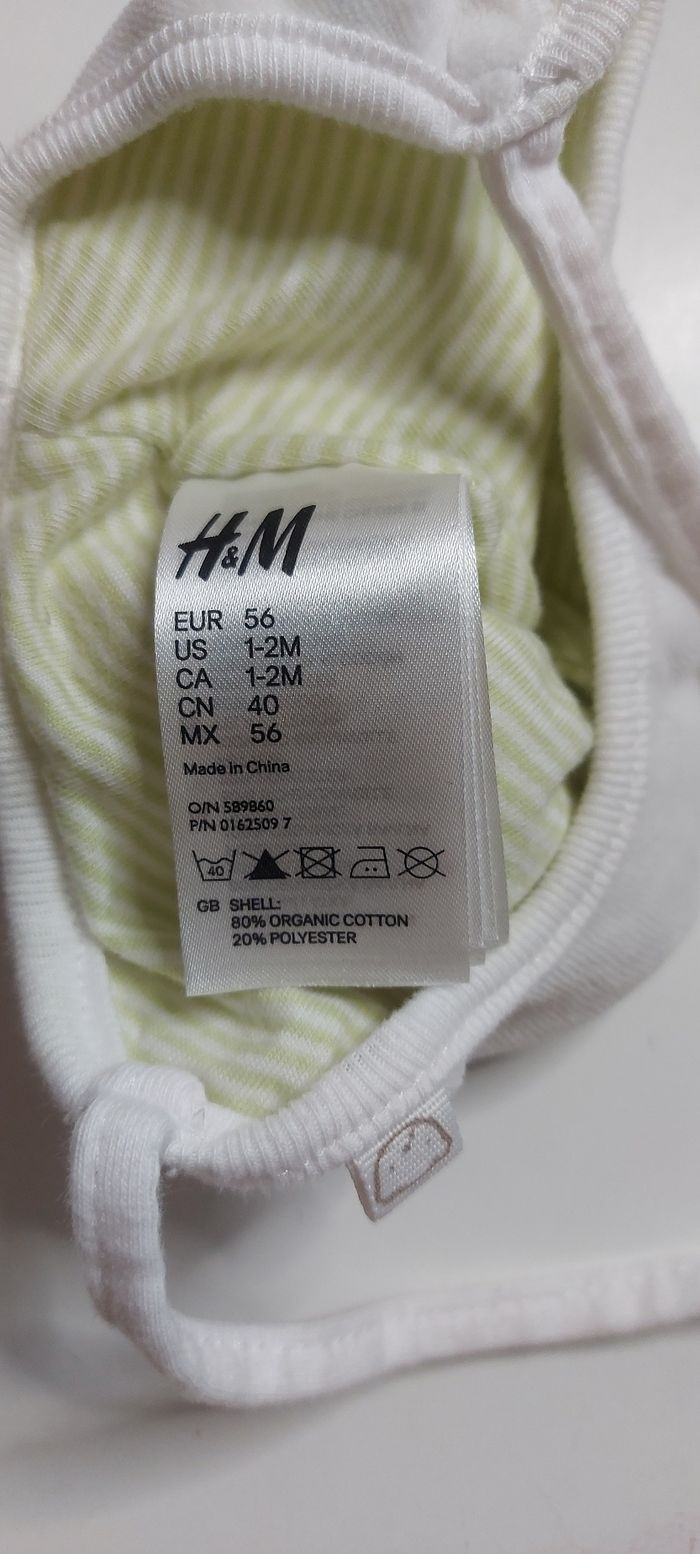 H&M
EUR 56
US 1-2M
CA 1-2M
CN 40
MX 56
Made in China
O/N 589860
P/N 0162509 7
40
GB SHELL:
80% ORGANIC COTTON
20% POLYESTER